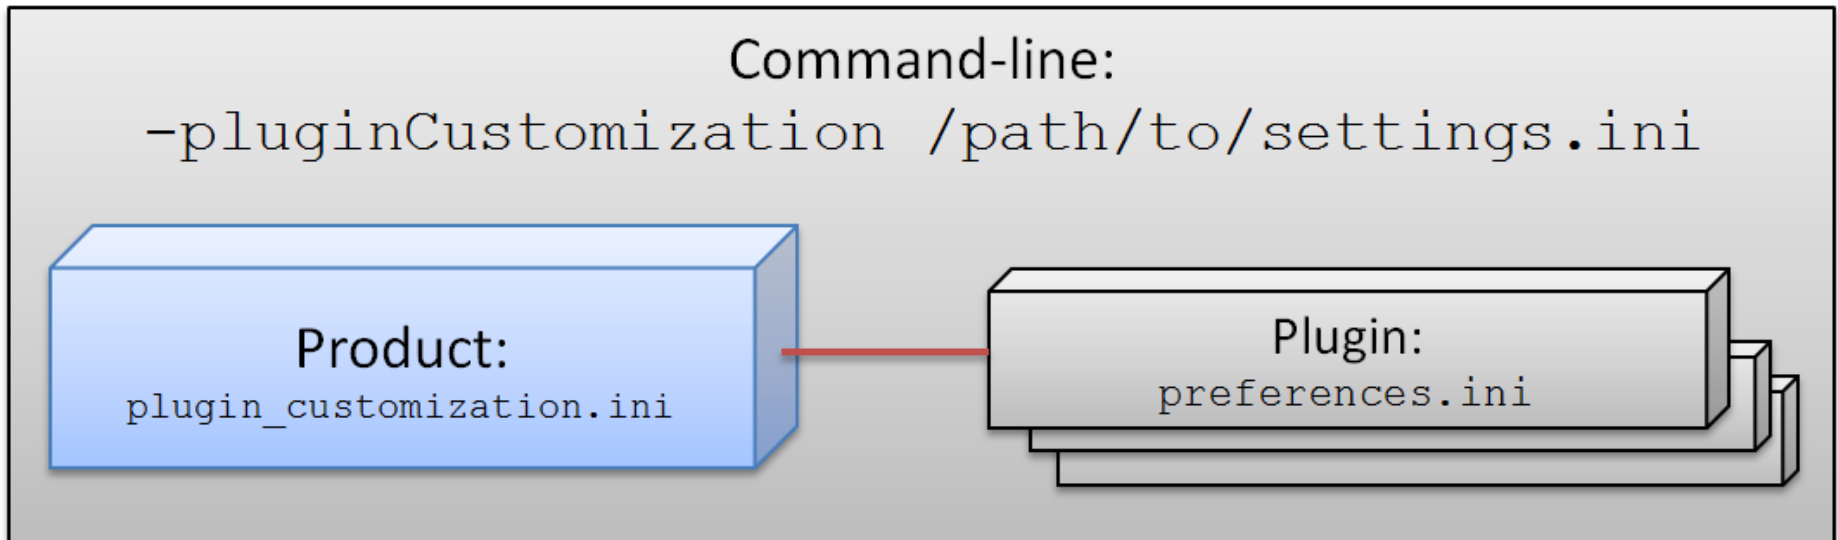 Command-line:
-pluginCustomization /path/to/settings.ini
Product:
plugin_customization.ini
Plugin:
preferences.ini